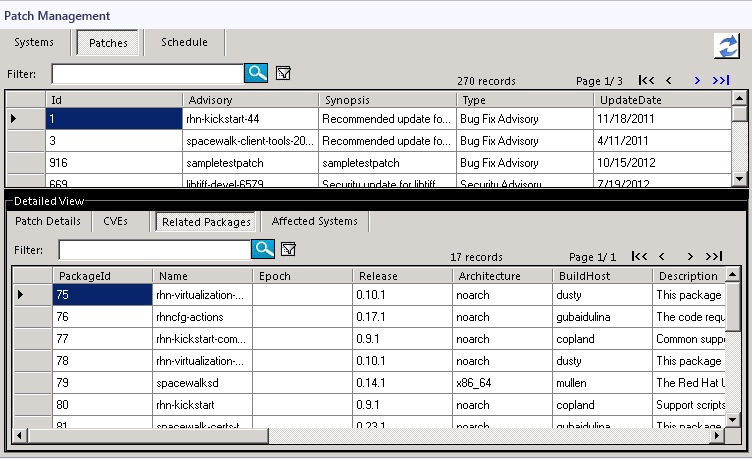 Patch Management
Systems Patches Schedule
Filter: 270 records Page 1/ 3
Id Advisory Synopsis Type UpdateDate
1 rhn-kickstart-44 Recommended update fo... Bug Fix Advisory 11/18/2011
3 spacewalk-client-tools-20... Recommended update fo... Bug Fix Advisory 4/11/2011
916 sampletestpatch sampletestpatch Bug Fix Advisory 10/15/2012
669 libtiff-devel-6579 Security update for libtiff Security Advisory 7/19/2012
Detailed View
Patch Details CVEs Related Packages Affected Systems
Filter: 17 records Page 1/ 1
PackageId Name Epoch Release Architecture BuildHost Description
75 rhn-virtualization-... 0.10.1 noarch dusty This package
76 rhncfg-actions 0.17.1 noarch gubaidulina The code requ
77 rhn-kickstart-com... 0.9.1 noarch copland Common suppo
78 rhn-virtualization-... 0.10.1 noarch dusty This package
79 spacewalksd 0.14.1 x86_64 mullen The Red Hat U
80 rhn-kickstart 0.9.1 noarch copland Support scripts
81 spacewalk-certs-t 0.23.1 noarch gubaidulina This package